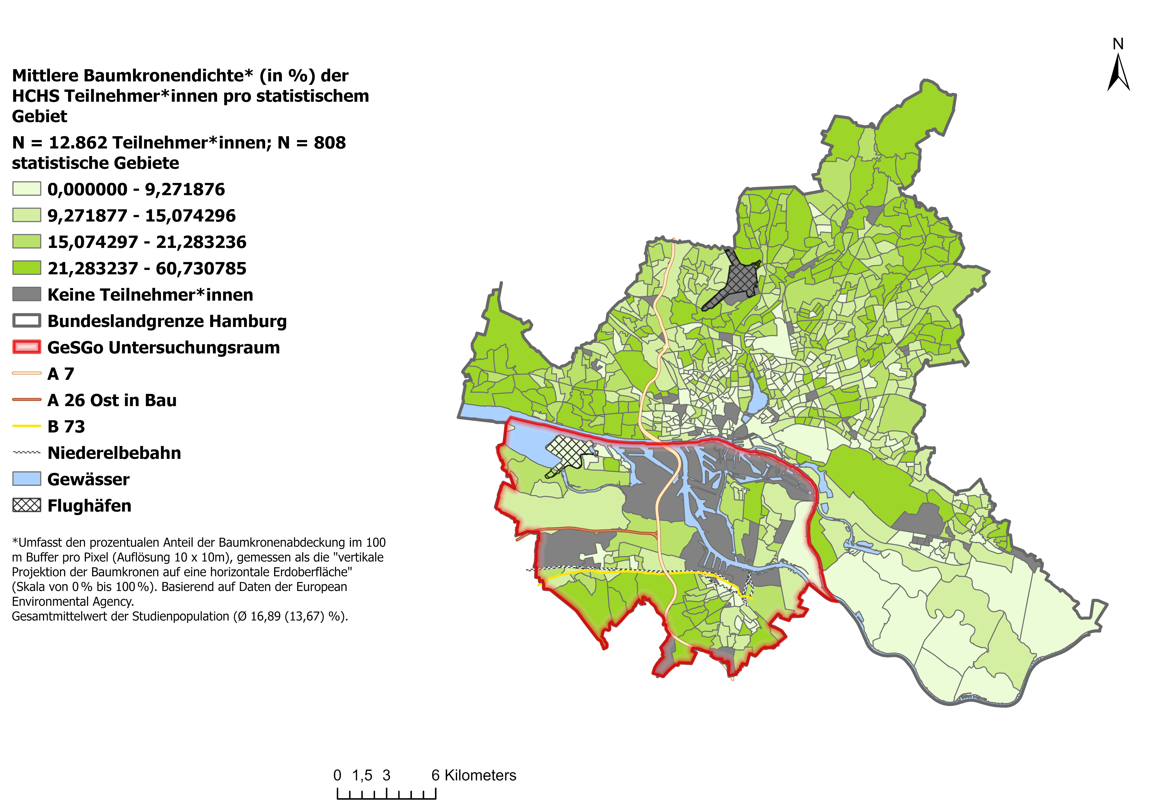 Mittlere Baumkronendichte* (in %) der
HCHS Teilnehmer*innen pro statistischem
Gebiet
N = 12.862 Teilnehmer*innen; N = 808
statistische Gebiete
0,000000 - 9,271876
9,271877 - 15,074296
15,074297 - 21,283236
21,283237 - 60,730785
Keine Teilnehmer*innen
Bundeslandgrenze Hamburg
GeSGo Untersuchungsraum
A 7
A 26 Ost in Bau
B 73
Niederelbebahn
Gewässer
Flughäfen
*Umfasst den prozentualen Anteil der Baumkronenabdeckung im 100
m Buffer pro Pixel (Auflösung 10 x 10m), gemessen als die "vertikale
Projektion der Baumkronen auf eine horizontale Erdoberfläche"
(Skala von 0 % bis 100 %). Basierend auf Daten der European
Environmental Agency.
Gesamtmittelwert der Studienpopulation (Ø 16,89 (13,67) %).
N
0 1,5 3 6 Kilometers